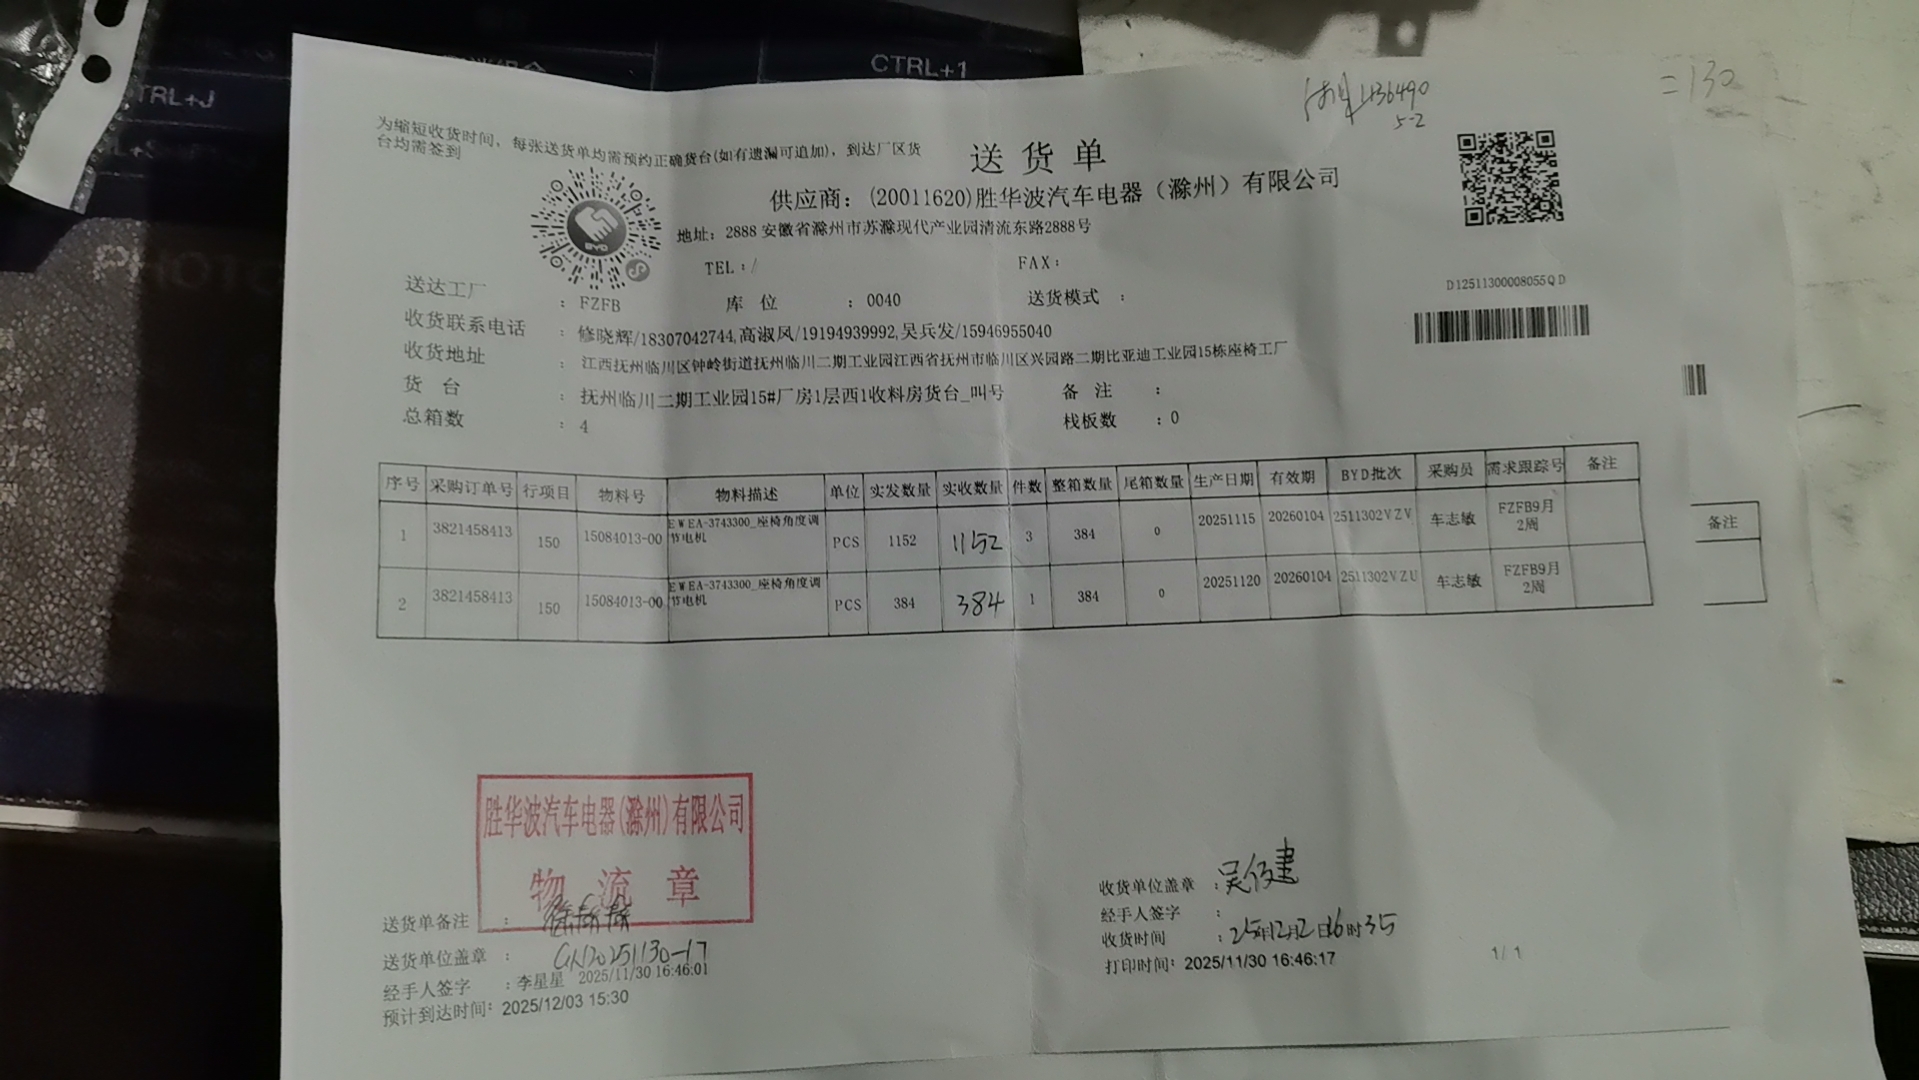 CTRL+1
TRL+J
=130
1136490
5-2
为缩短收货时间，每张送货单均需预约正确货台(如有遗漏可追加)，到达厂区货
台均需签到
送货单
供应商：(20011620)胜华波汽车电器（滁州）有限公司
地址：2888 安徽省滁州市苏滁现代产业园清流东路2888号
BYD
TEL：/ FAX：
D12511300008055QD
送达工厂 ：FZFB 库位 ：0040 送货模式 ：
收货联系电话 ：修晓辉/18307042744,高淑凤/19194939992,吴兵发/15946955040
收货地址 ：江西抚州临川区钟岭街道抚州临川二期工业园江西省抚州市临川区兴园路二期比亚迪工业园15栋座椅工厂
货台 ：抚州临川二期工业园15#厂房1层西1收料房货台_叫号 备注 ：
总箱数 ：4 栈板数 ：0
序号 采购订单号 行项目 物料号 物料描述 单位 实发数量 实收数量 件数 整箱数量 尾箱数量 生产日期 有效期 BYD批次 采购员 需求跟踪号 备注
1 3821458413 150 15084013-00 EWEA-3743300_座椅角度调节电机 PCS 1152 1152 3 384 0 20251115 20260104 2511302VZV 车志敏 FZFB9月2周
2 3821458413 150 15084013-00 EWEA-3743300_座椅角度调节电机 PCS 384 384 1 384 0 20251120 20260104 2511302VZU 车志敏 FZFB9月2周
备注
胜华波汽车电器(滁州)有限公司
物流章
送货单备注 ：
送货单位盖章 ：GND20251130-17
经手人签字 ：李星星 2025/11/30 16:46:01
预计到达时间：2025/12/03 15:30
收货单位盖章 ：
经手人签字 ：
收货时间 ：25年12月2日16时35
打印时间：2025/11/30 16:46:17
1/1